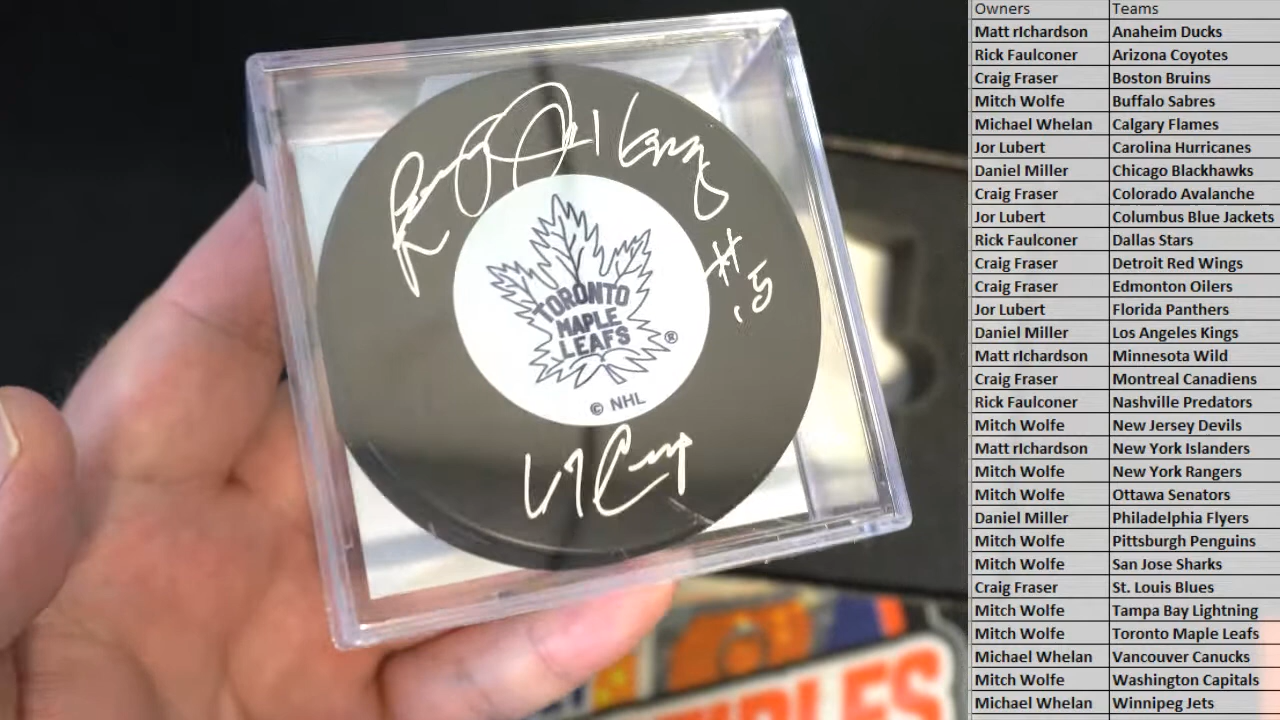 #15
TORONTO
MAPLE
LEAFS
®
© NHL
67 Cup
Owners Teams
Matt rIchardson Anaheim Ducks
Rick Faulconer Arizona Coyotes
Craig Fraser Boston Bruins
Mitch Wolfe Buffalo Sabres
Michael Whelan Calgary Flames
Jor Lubert Carolina Hurricanes
Daniel Miller Chicago Blackhawks
Craig Fraser Colorado Avalanche
Jor Lubert Columbus Blue Jackets
Rick Faulconer Dallas Stars
Craig Fraser Detroit Red Wings
Craig Fraser Edmonton Oilers
Jor Lubert Florida Panthers
Daniel Miller Los Angeles Kings
Matt rIchardson Minnesota Wild
Craig Fraser Montreal Canadiens
Rick Faulconer Nashville Predators
Mitch Wolfe New Jersey Devils
Matt rIchardson New York Islanders
Mitch Wolfe New York Rangers
Mitch Wolfe Ottawa Senators
Daniel Miller Philadelphia Flyers
Mitch Wolfe Pittsburgh Penguins
Mitch Wolfe San Jose Sharks
Craig Fraser St. Louis Blues
Mitch Wolfe Tampa Bay Lightning
Mitch Wolfe Toronto Maple Leafs
Michael Whelan Vancouver Canucks
Mitch Wolfe Washington Capitals
Michael Whelan Winnipeg Jets